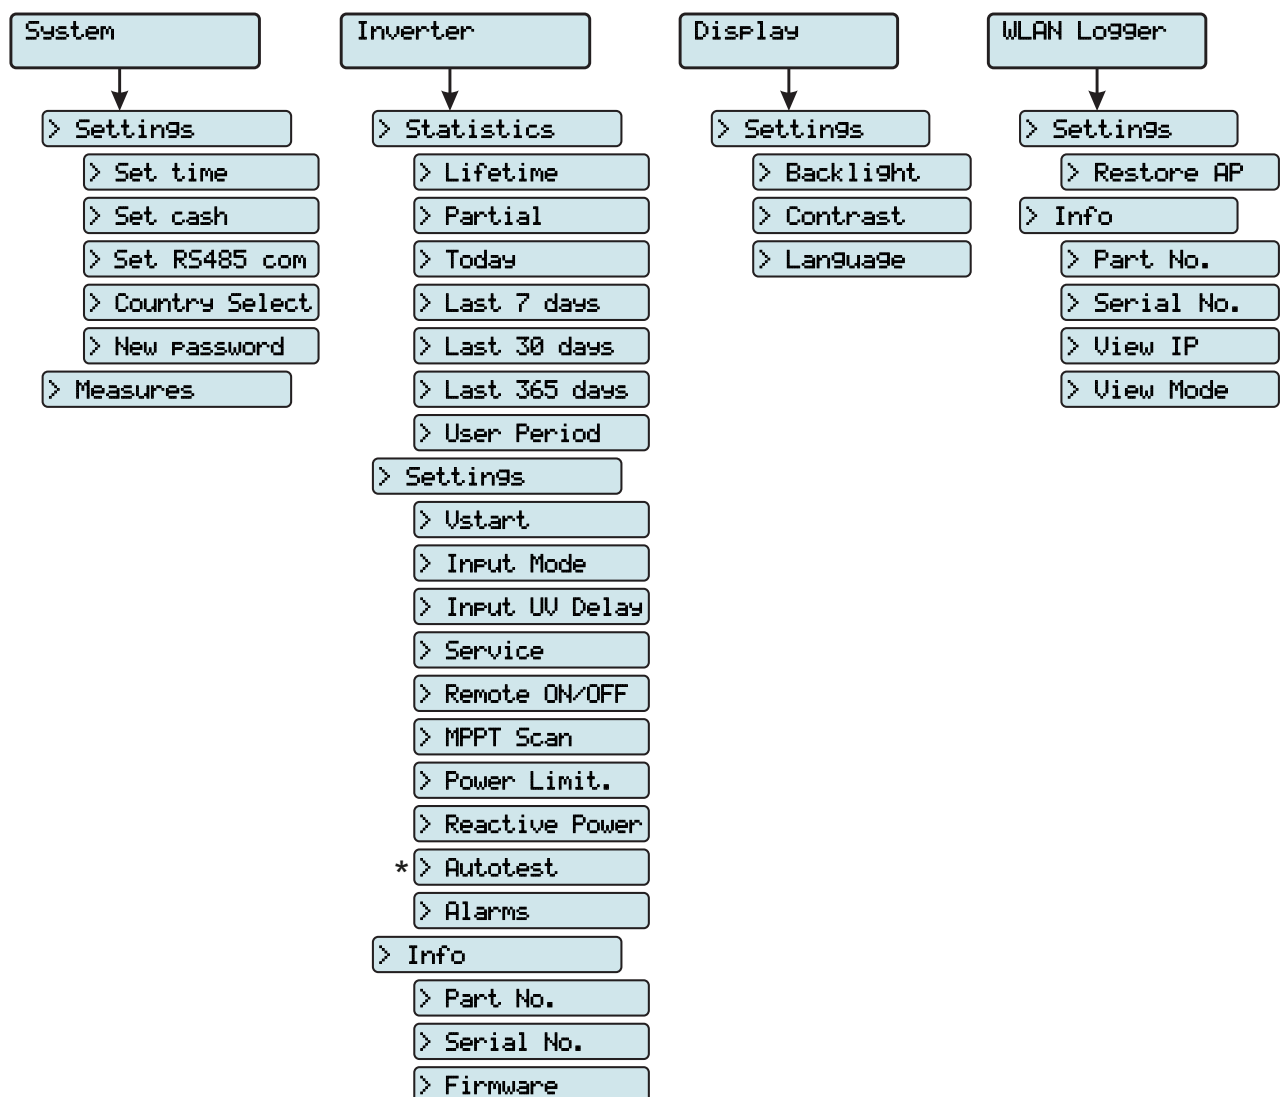 System
> Settings
> Set time
> Set cash
> Set RS485 com
> Country Select
> New password
> Measures
Inverter
> Statistics
> Lifetime
> Partial
> Today
> Last 7 days
> Last 30 days
> Last 365 days
> User Period
> Settings
> Vstart
> Input Mode
> Input UV Delay
> Service
> Remote ON/OFF
> MPPT Scan
> Power Limit.
> Reactive Power
* > Autotest
> Alarms
> Info
> Part No.
> Serial No.
> Firmware
Display
> Settings
> Backlight
> Contrast
> Language
WLAN Logger
> Settings
> Restore AP
> Info
> Part No.
> Serial No.
> View IP
> View Mode